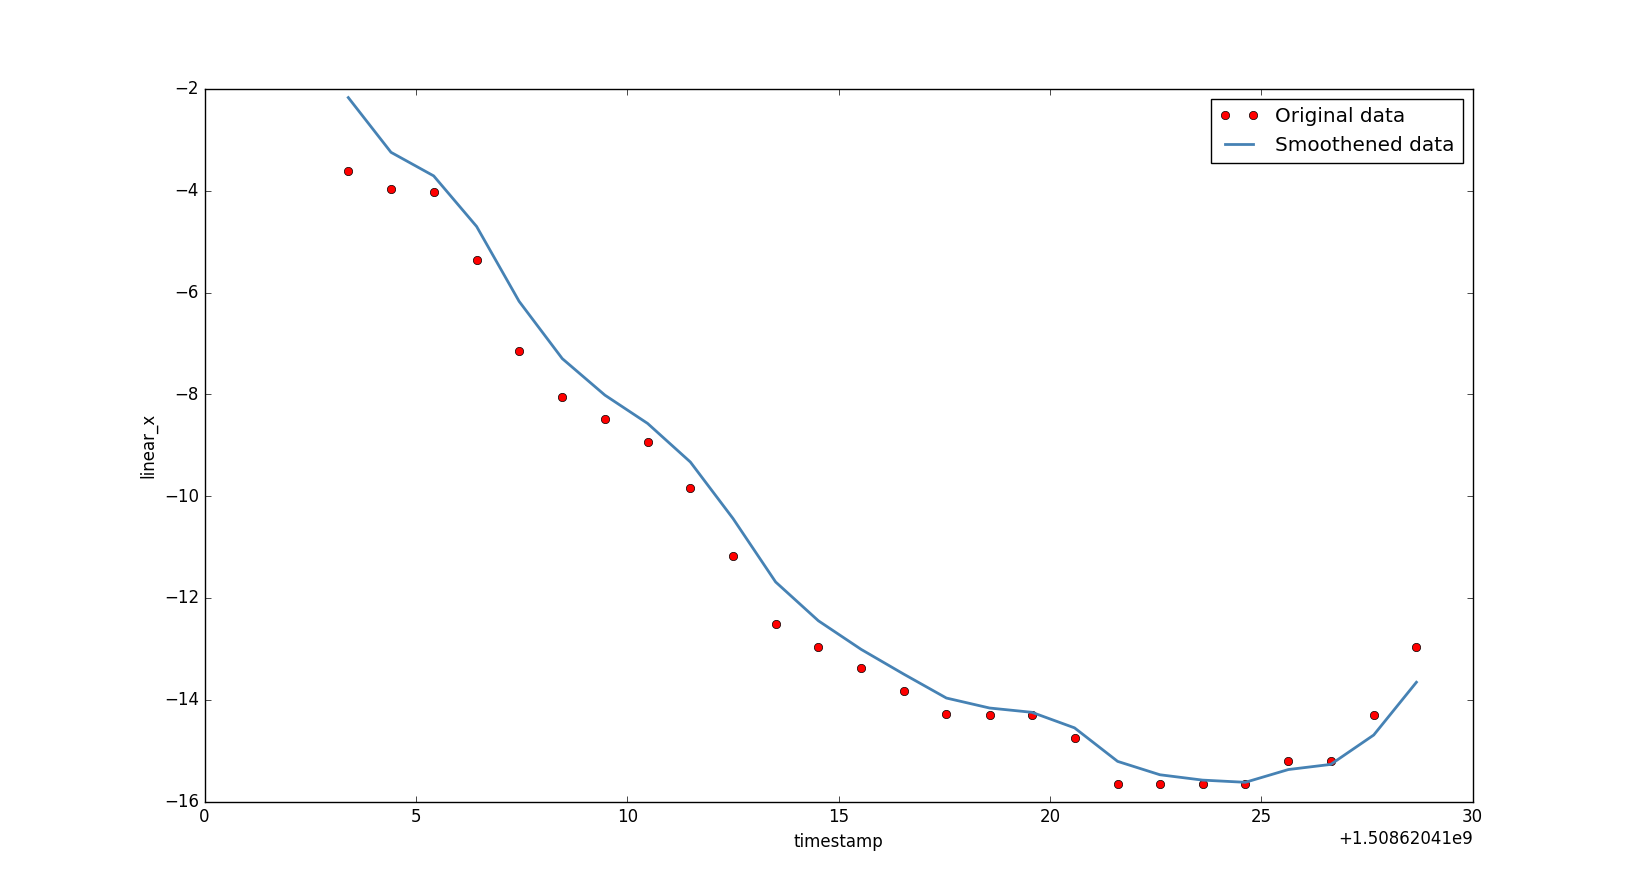 −2
−4
−6
−8
−10
−12
−14
−16
linear_x
Original data
Smoothened data
0 5 10 15 20 25 30
timestamp
+1.50862041e9